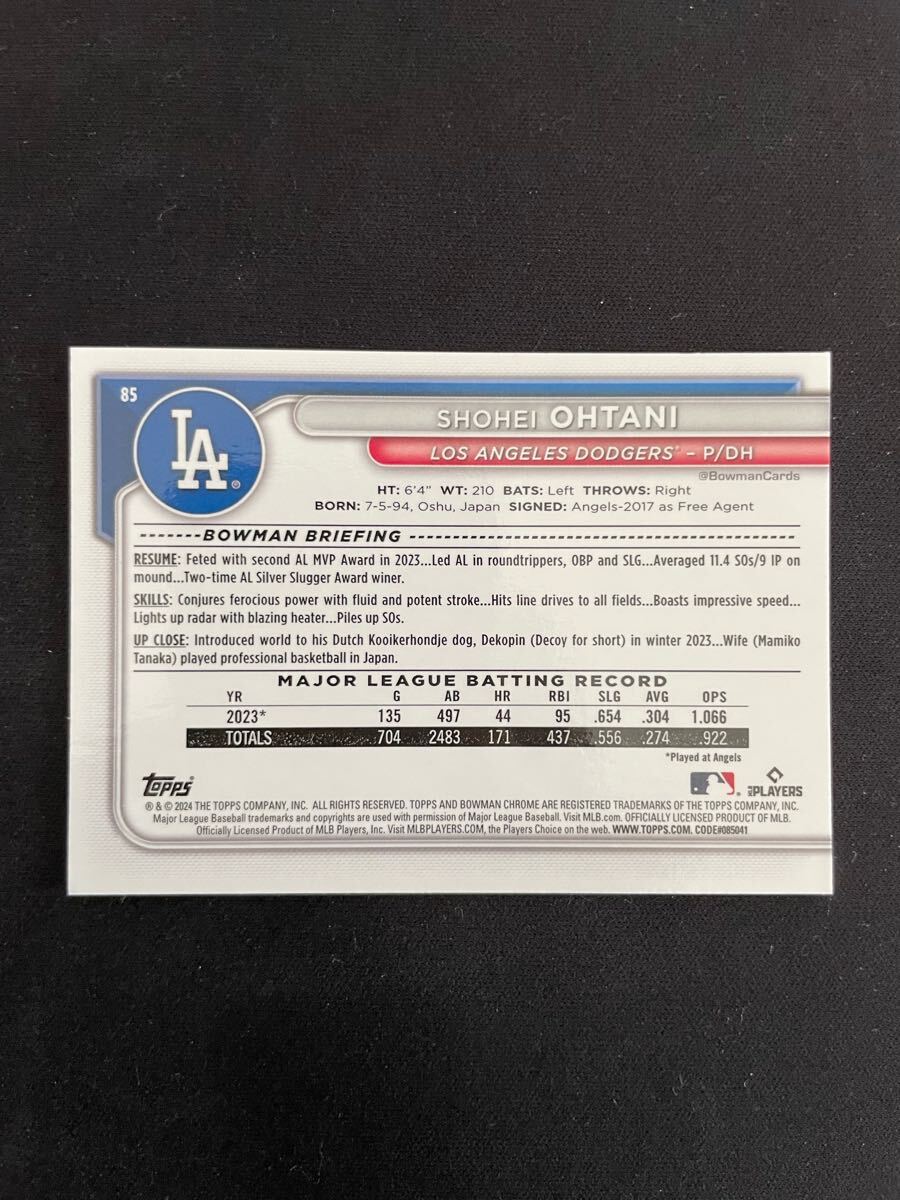 85
LA
SHOHEI OHTANI
LOS ANGELES DODGERS® – P/DH
@BowmanCards
HT: 6'4" WT: 210 BATS: Left THROWS: Right
BORN: 7-5-94, Oshu, Japan SIGNED: Angels-2017 as Free Agent
BOWMAN BRIEFING
RESUME: Feted with second AL MVP Award in 2023...Led AL in roundtrippers, OBP and SLG...Averaged 11.4 SOs/9 IP on
mound...Two-time AL Silver Slugger Award winer.
SKILLS: Conjures ferocious power with fluid and potent stroke...Hits line drives to all fields...Boasts impressive speed...
Lights up radar with blazing heater...Piles up SOs.
UP CLOSE: Introduced world to his Dutch Kooikerhondje dog, Dekopin (Decoy for short) in winter 2023...Wife (Mamiko
Tanaka) played professional basketball in Japan.
MAJOR LEAGUE BATTING RECORD
YR G AB HR RBI SLG AVG OPS
2023* 135 497 44 95 .654 .304 1.066
TOTALS 704 2483 171 437 .556 .274 .922
*Played at Angels
Topps
MLB PLAYERS
® & © 2024 THE TOPPS COMPANY, INC. ALL RIGHTS RESERVED. TOPPS AND BOWMAN CHROME ARE REGISTERED TRADEMARKS OF THE TOPPS COMPANY, INC.
Major League Baseball trademarks and copyrights are used with permission of Major League Baseball. Visit MLB.com. OFFICIALLY LICENSED PRODUCT OF MLB.
Officially Licensed Product of MLB Players, Inc. Visit MLBPLAYERS.COM, the Players Choice on the web. WWW.TOPPS.COM. CODE#085041